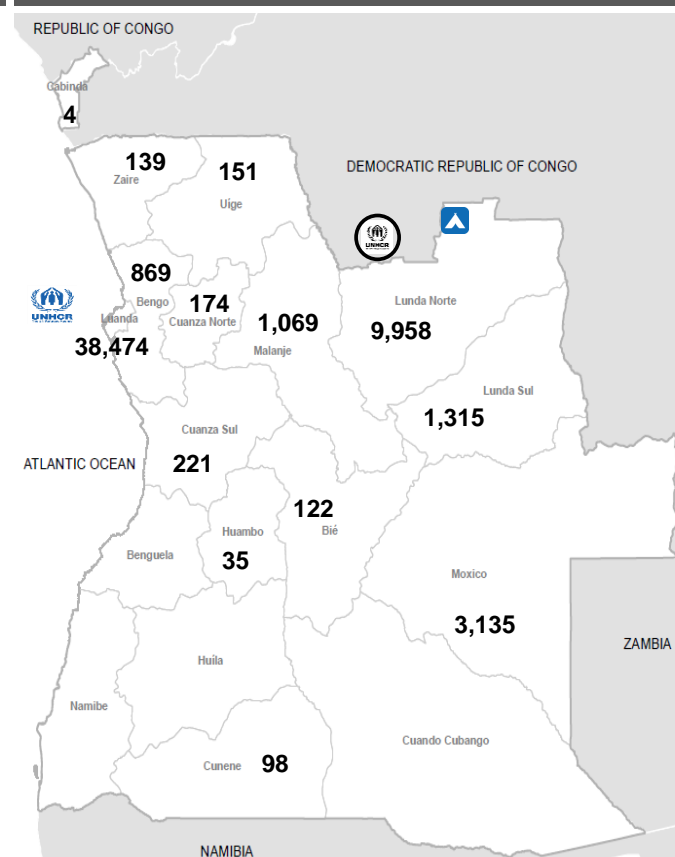 REPUBLIC OF CONGO
Cabinda
4
139
Zaire
151
Uige
DEMOCRATIC REPUBLIC OF CONGO
UNHCR
869
Bengo
UNHCR
Luanda
38,474
174
Cuanza Norte
1,069
Malanje
Lunda Norte
9,958
Lunda Sul
1,315
Cuanza Sul
221
ATLANTIC OCEAN
122
Bié
Huambo
35
Benguela
Moxico
3,135
ZAMBIA
Huíla
Namibe
Cuando Cubango
Cunene 98
NAMIBIA